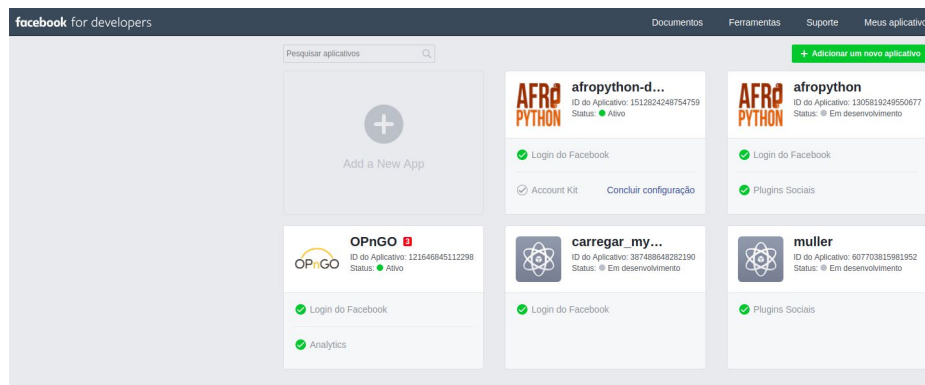 facebook for developers
Documentos Ferramentas Suporte Meus aplicativo
Pesquisar aplicativos
+ Adicionar um novo aplicativo
Add a New App
AFRO PYTHON
afropython-d...
ID do Aplicativo: 1512824248754759
Status: Ativo
Login do Facebook
Account Kit Concluir configuração
AFRO PYTHON
afropython
ID do Aplicativo: 1305819249550677
Status: Em desenvolvimento
Login do Facebook
Plugins Sociais
OPnGO
OPnGO 3
ID do Aplicativo: 121646845112298
Status: Ativo
Login do Facebook
Analytics
carregar_my...
ID do Aplicativo: 387488648282190
Status: Em desenvolvimento
Login do Facebook
muller
ID do Aplicativo: 607703815981952
Status: Em desenvolvimento
Plugins Sociais